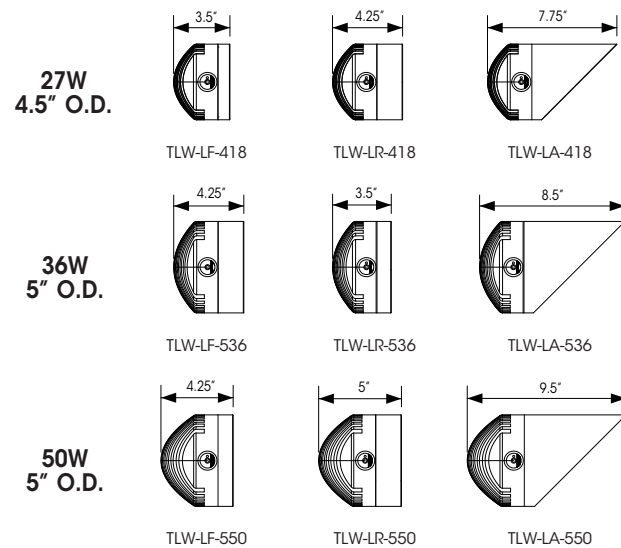 3.5”
4.25”
7.75”
27W
4.5” O.D.
TLW-LF-418
TLW-LR-418
TLW-LA-418
4.25”
3.5”
8.5”
36W
5” O.D.
TLW-LF-536
TLW-LR-536
TLW-LA-536
4.25”
5”
9.5”
50W
5” O.D.
TLW-LF-550
TLW-LR-550
TLW-LA-550